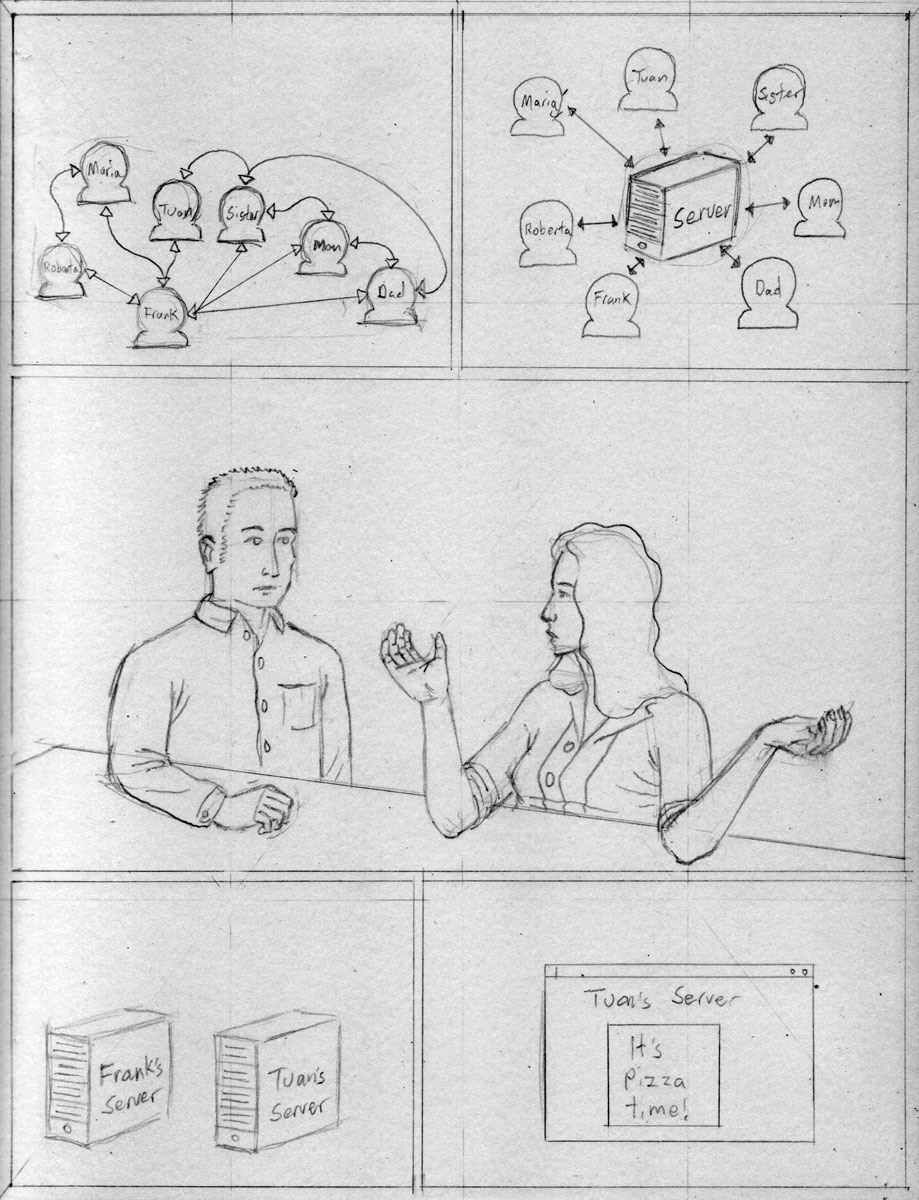 Maria
Tuan
Sister
Mom
Roberta
Dad
Frank
Tuan
Maria
Sister
Server
Mom
Roberta
Dad
Frank
Frank's
Server
Tuan's
Server
Tuan's Server
It's
Pizza
time!